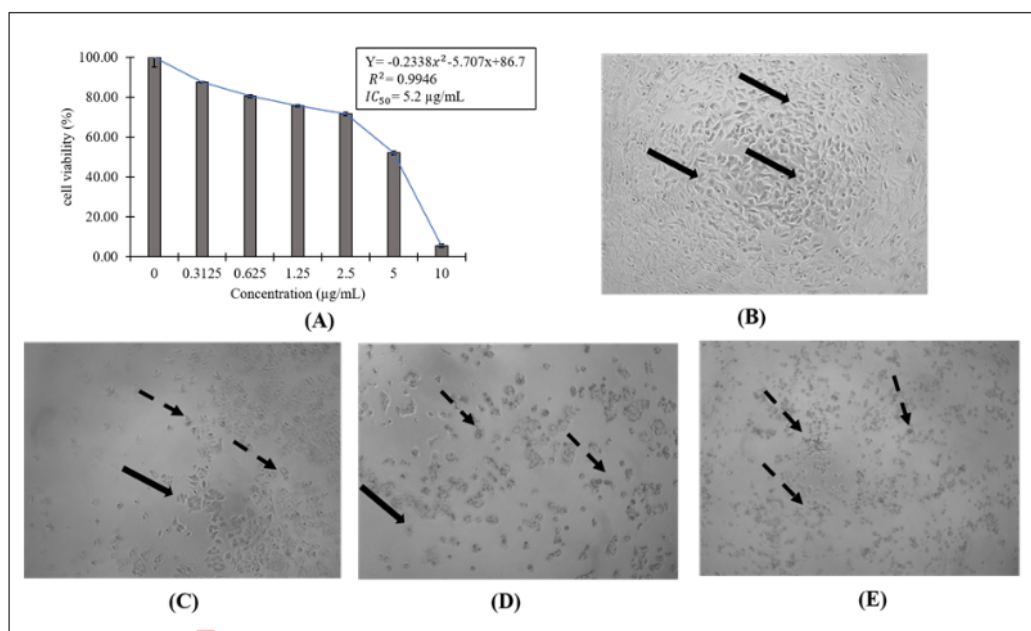 100.00
80.00
60.00
40.00
20.00
0.00
cell viability (%)
0 0.3125 0.625 1.25 2.5 5 10
Concentration (µg/mL)
Y= -0.2338x²-5.707x+86.7
R²= 0.9946
IC₅₀= 5.2 µg/mL
(A)
(B)
(C)
(D)
(E)